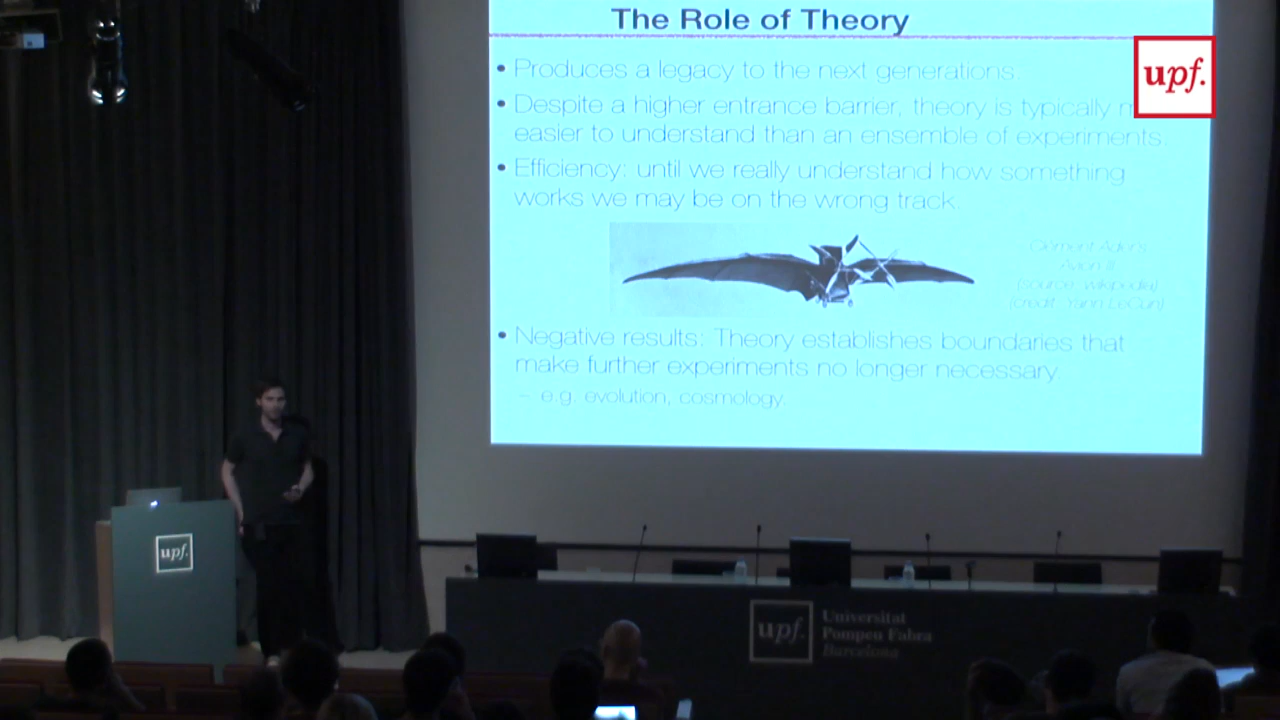 The Role of Theory
upf.
• Produces a legacy to the next generations.
• Despite a higher entrance barrier, theory is typically
easier to understand than an ensemble of experiments.
• Efficiency: until we really understand how something
works we may be on the wrong track.
Clément Ader's
Avion III
(source: wikipedia)
(credit: Yann LeCun)
• Negative results: Theory establishes boundaries that
make further experiments no longer necessary
– e.g. evolution, cosmology.
upf.
upf.
Universitat
Pompeu Fabra
Barcelona